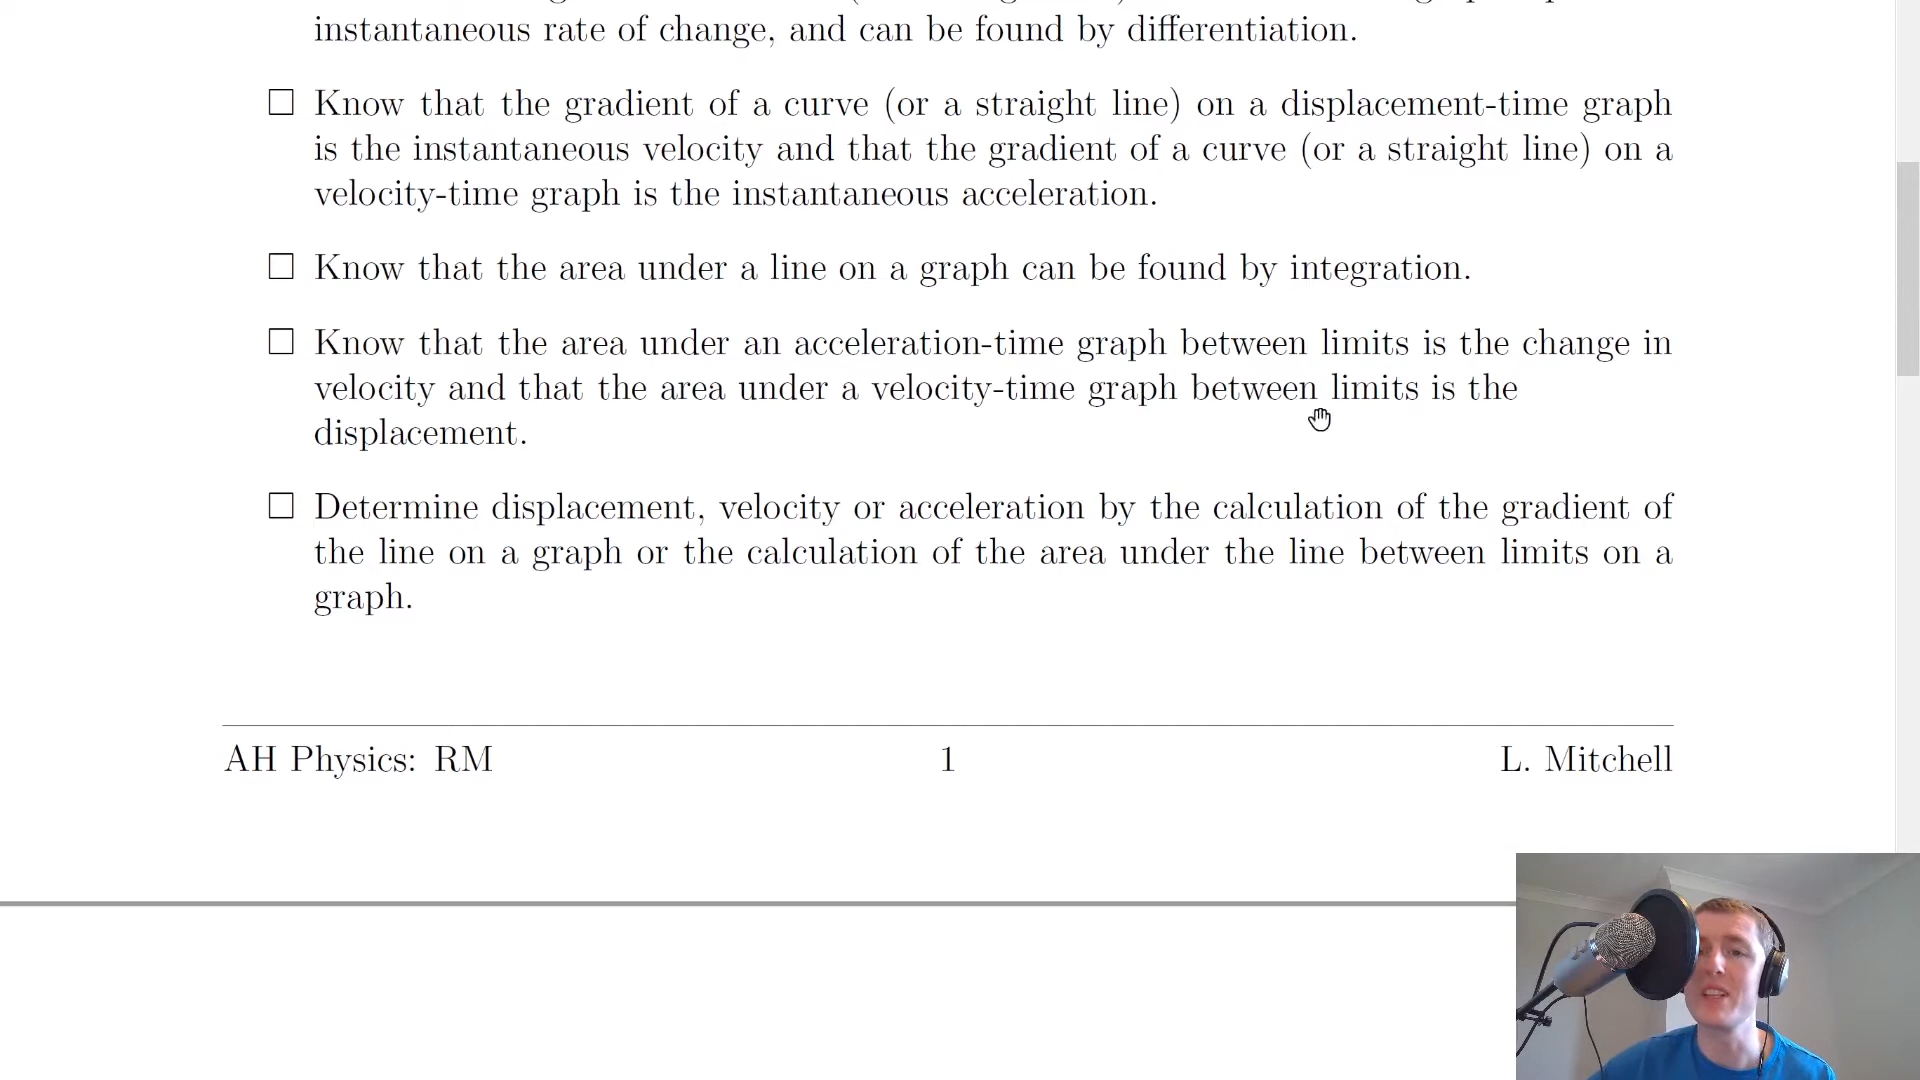 instantaneous rate of change, and can be found by differentiation.
Know that the gradient of a curve (or a straight line) on a displacement-time graph
is the instantaneous velocity and that the gradient of a curve (or a straight line) on a
velocity-time graph is the instantaneous acceleration.
Know that the area under a line on a graph can be found by integration.
Know that the area under an acceleration-time graph between limits is the change in
velocity and that the area under a velocity-time graph between limits is the
displacement.
Determine displacement, velocity or acceleration by the calculation of the gradient of
the line on a graph or the calculation of the area under the line between limits on a
graph.
AH Physics: RM 1 L. Mitchell